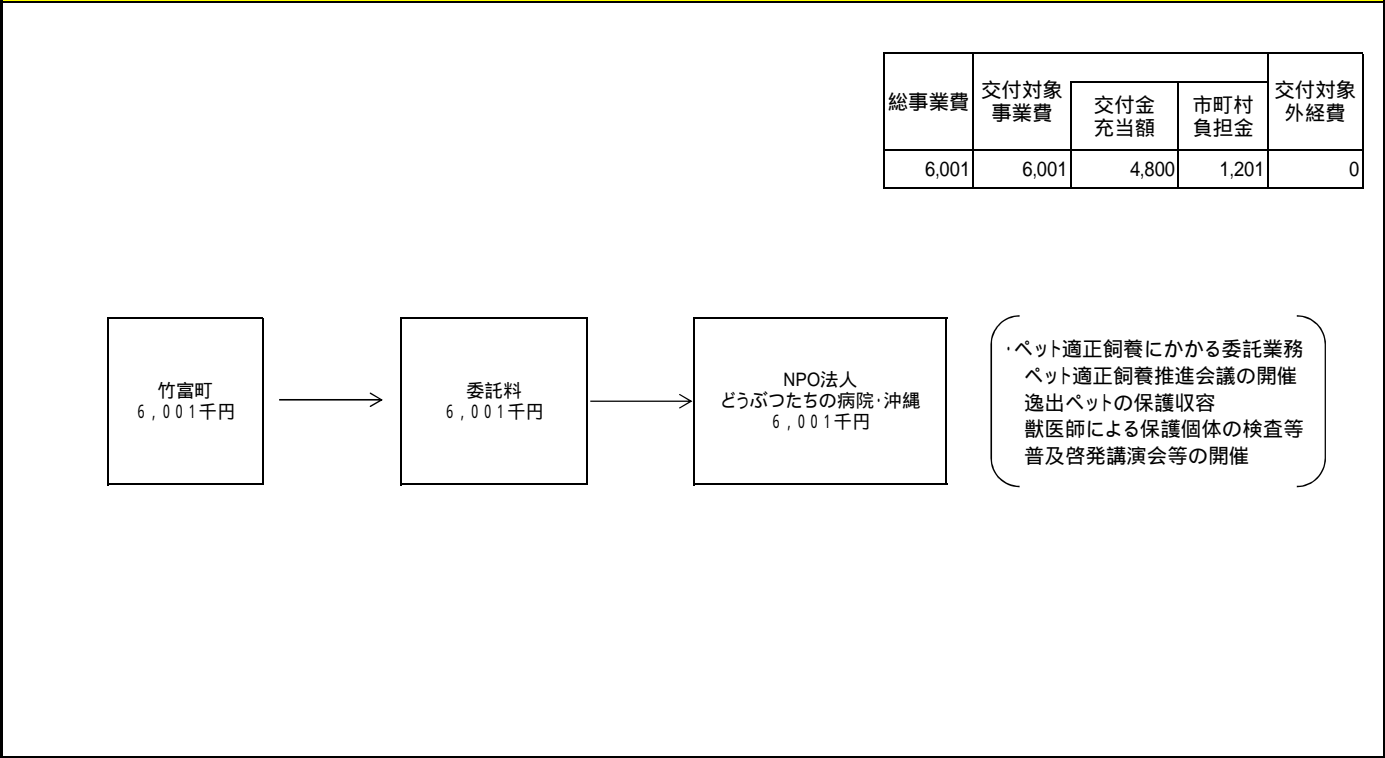 総事業費
交付対象
事業費
交付金
充当額
市町村
負担金
交付対象
外経費
6,001
6,001
4,800
1,201
0
竹富町
6,001千円
委託料
6,001千円
NPO法人
どうぶつたちの病院・沖縄
6,001千円
・ペット適正飼養にかかる委託業務
ペット適正飼養推進会議の開催
逸出ペットの保護収容
獣医師による保護個体の検査等
普及啓発講演会等の開催